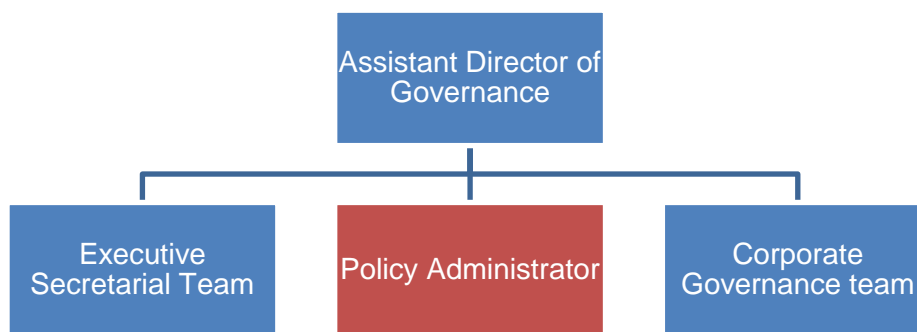 Assistant Director of
Governance
Executive
Secretarial Team
Policy Administrator
Corporate
Governance team